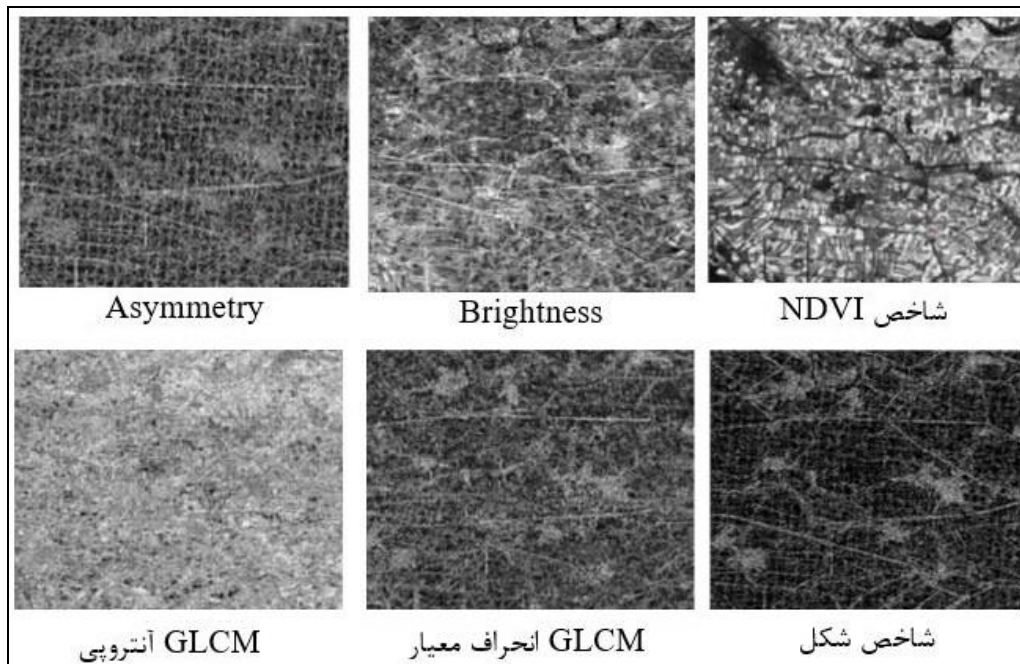 Asymmetry
Brightness
شاخص NDVI
GLCM آنتروپی
GLCM انحراف معیار
شاخص شکل